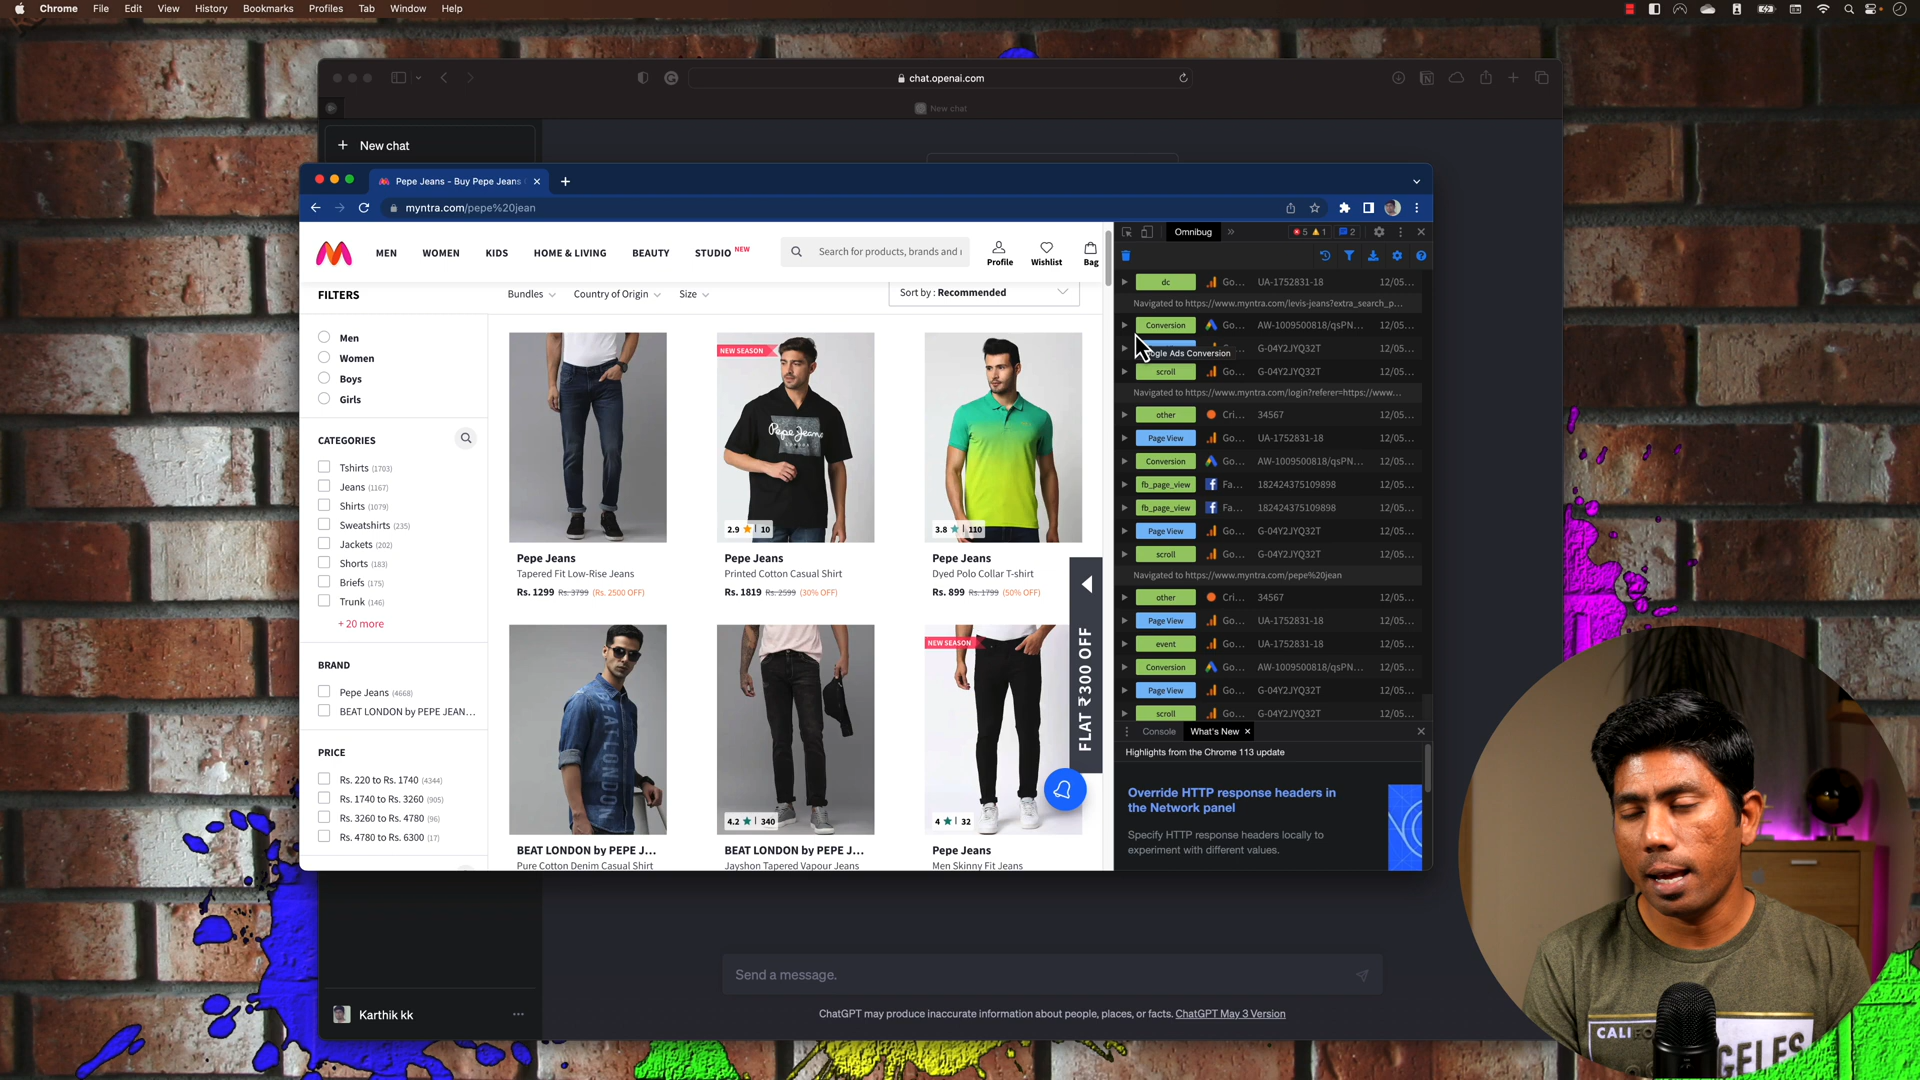 Chrome File Edit View History Bookmarks Profiles Tab Window Help
chat.openai.com
New chat
New chat
Pepe Jeans - Buy Pepe Jeans
myntra.com/pepe%20jean
MEN WOMEN KIDS HOME & LIVING BEAUTY STUDIO NEW
Search for products, brands and
Profile Wishlist Bag
FILTERS
Bundles Country of Origin Size
Sort by : Recommended
Men
Women
Boys
Girls
CATEGORIES
Tshirts (1703)
Jeans (1167)
Shirts (1079)
Sweatshirts (235)
Jackets (202)
Shorts (183)
Briefs (175)
Trunk (146)
+ 20 more
BRAND
Pepe Jeans (4668)
BEAT LONDON by PEPE JEAN...
PRICE
Rs. 220 to Rs. 1740 (4344)
Rs. 1740 to Rs. 3260 (905)
Rs. 3260 to Rs. 4780 (96)
Rs. 4780 to Rs. 6300 (17)
Pepe Jeans
Tapered Fit Low-Rise Jeans
Rs. 1299 Rs. 3799 (Rs. 2500 OFF)
NEW SEASON
Pepe Jeans
2.9 | 10
Pepe Jeans
Printed Cotton Casual Shirt
Rs. 1819 Rs. 2599 (30% OFF)
3.8 | 110
Pepe Jeans
Dyed Polo Collar T-shirt
Rs. 899 Rs. 1799 (50% OFF)
BEAT LONDON by PEPE J...
Pure Cotton Denim Casual Shirt
4.2 | 340
BEAT LONDON by PEPE J...
Jayshon Tapered Vapour Jeans
NEW SEASON
4 | 32
Pepe Jeans
Men Skinny Fit Jeans
FLAT ₹300 OFF
Omnibug
5 1 2
dc Go... UA-1752831-18 12/05...
Navigated to https://www.myntra.com/levis-jeans?extra_search_p...
Conversion Go... AW-1009500818/qsPN... 12/05...
G-04Y2JYQ32T 12/05...
ogle Ads Conversion
scroll Go... G-04Y2JYQ32T 12/05...
Navigated to https://www.myntra.com/login?referer=https://www...
other Cri... 34567 12/05...
Page View Go... UA-1752831-18 12/05...
Conversion Go... AW-1009500818/qsPN... 12/05...
fb_page_view Fa... 182424375109898 12/05...
fb_page_view Fa... 182424375109898 12/05...
Page View Go... G-04Y2JYQ32T 12/05...
scroll Go... G-04Y2JYQ32T 12/05...
Navigated to https://www.myntra.com/pepe%20jean
other Cri... 34567 12/05...
Page View Go... UA-1752831-18 12/05...
event Go... UA-1752831-18 12/05...
Conversion Go... AW-1009500818/qsPN... 12/05...
Page View Go... G-04Y2JYQ32T 12/05...
scroll Go... G-04Y2JYQ32T 12/05...
Console What's New
Highlights from the Chrome 113 update
Override HTTP response headers in
the Network panel
Specify HTTP response headers locally to
experiment with different values.
Send a message.
Karthik kk
ChatGPT may produce inaccurate information about people, places, or facts. ChatGPT May 3 Version